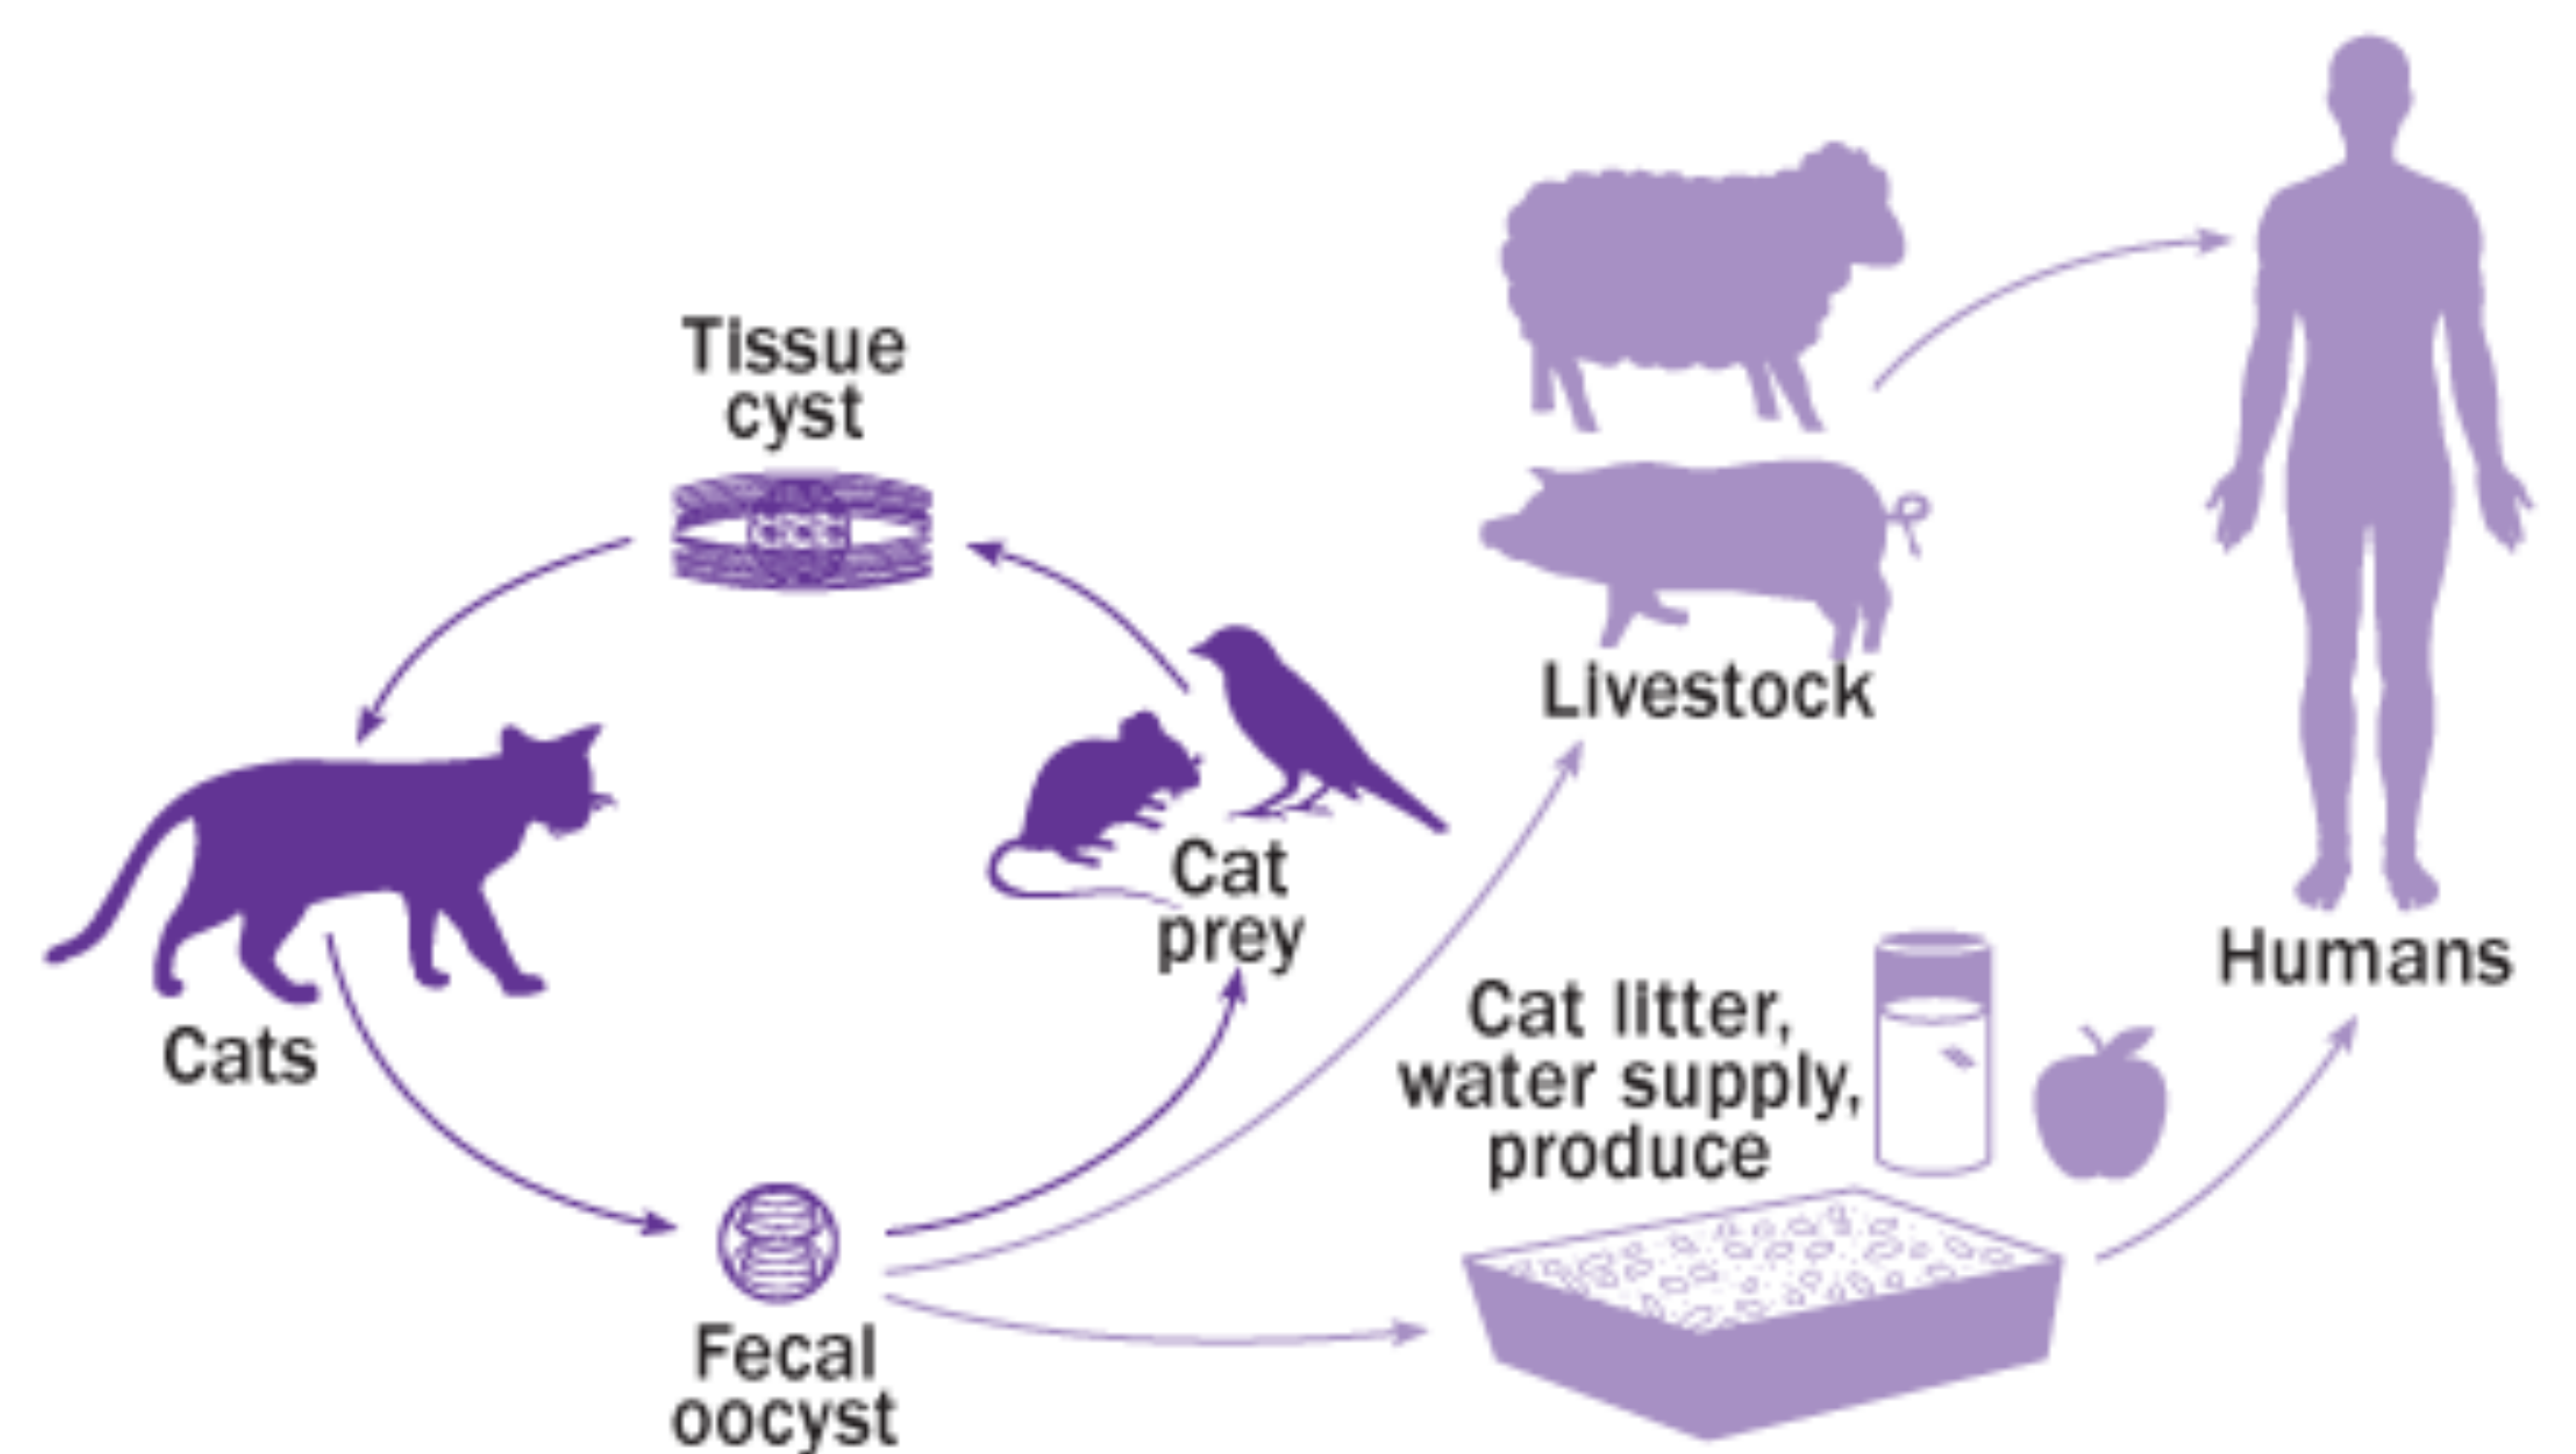 Tissue
cyst
Livestock
Cat
prey
Humans
Cats
Cat litter,
water supply,
produce
Fecal
oocyst